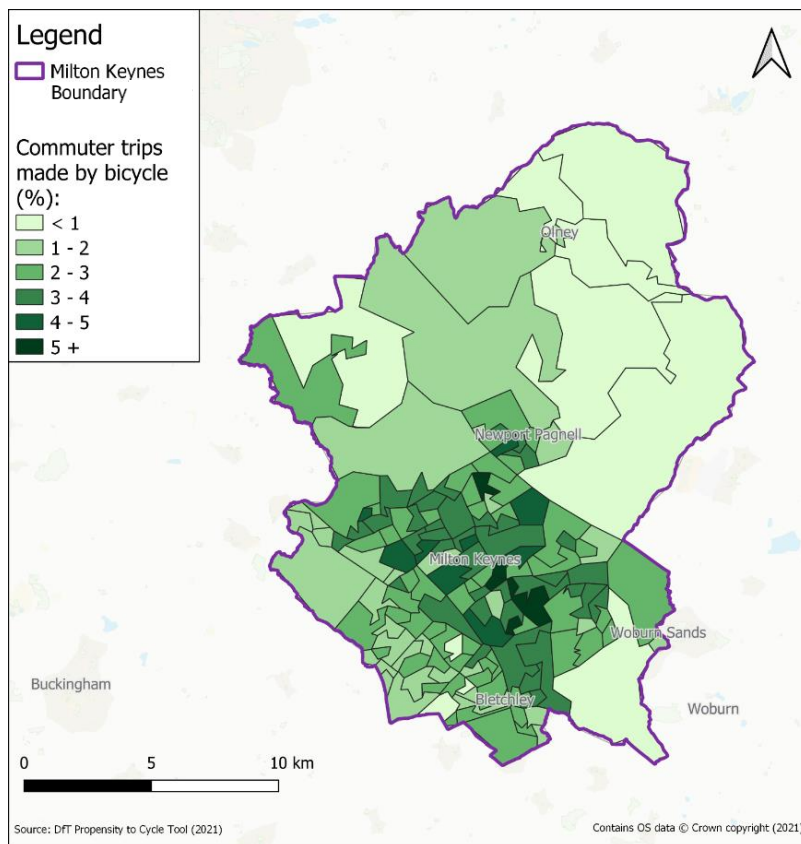 Legend
Milton Keynes
Boundary
Commuter trips
made by bicycle
(%):
< 1
1 - 2
2 - 3
3 - 4
4 - 5
5 +
Olney
Newport Pagnell
Milton Keynes
Woburn Sands
Buckingham
Bletchley
Woburn
0 5 10 km
Source: DfT Propensity to Cycle Tool (2021)
Contains OS data © Crown copyright (2021)